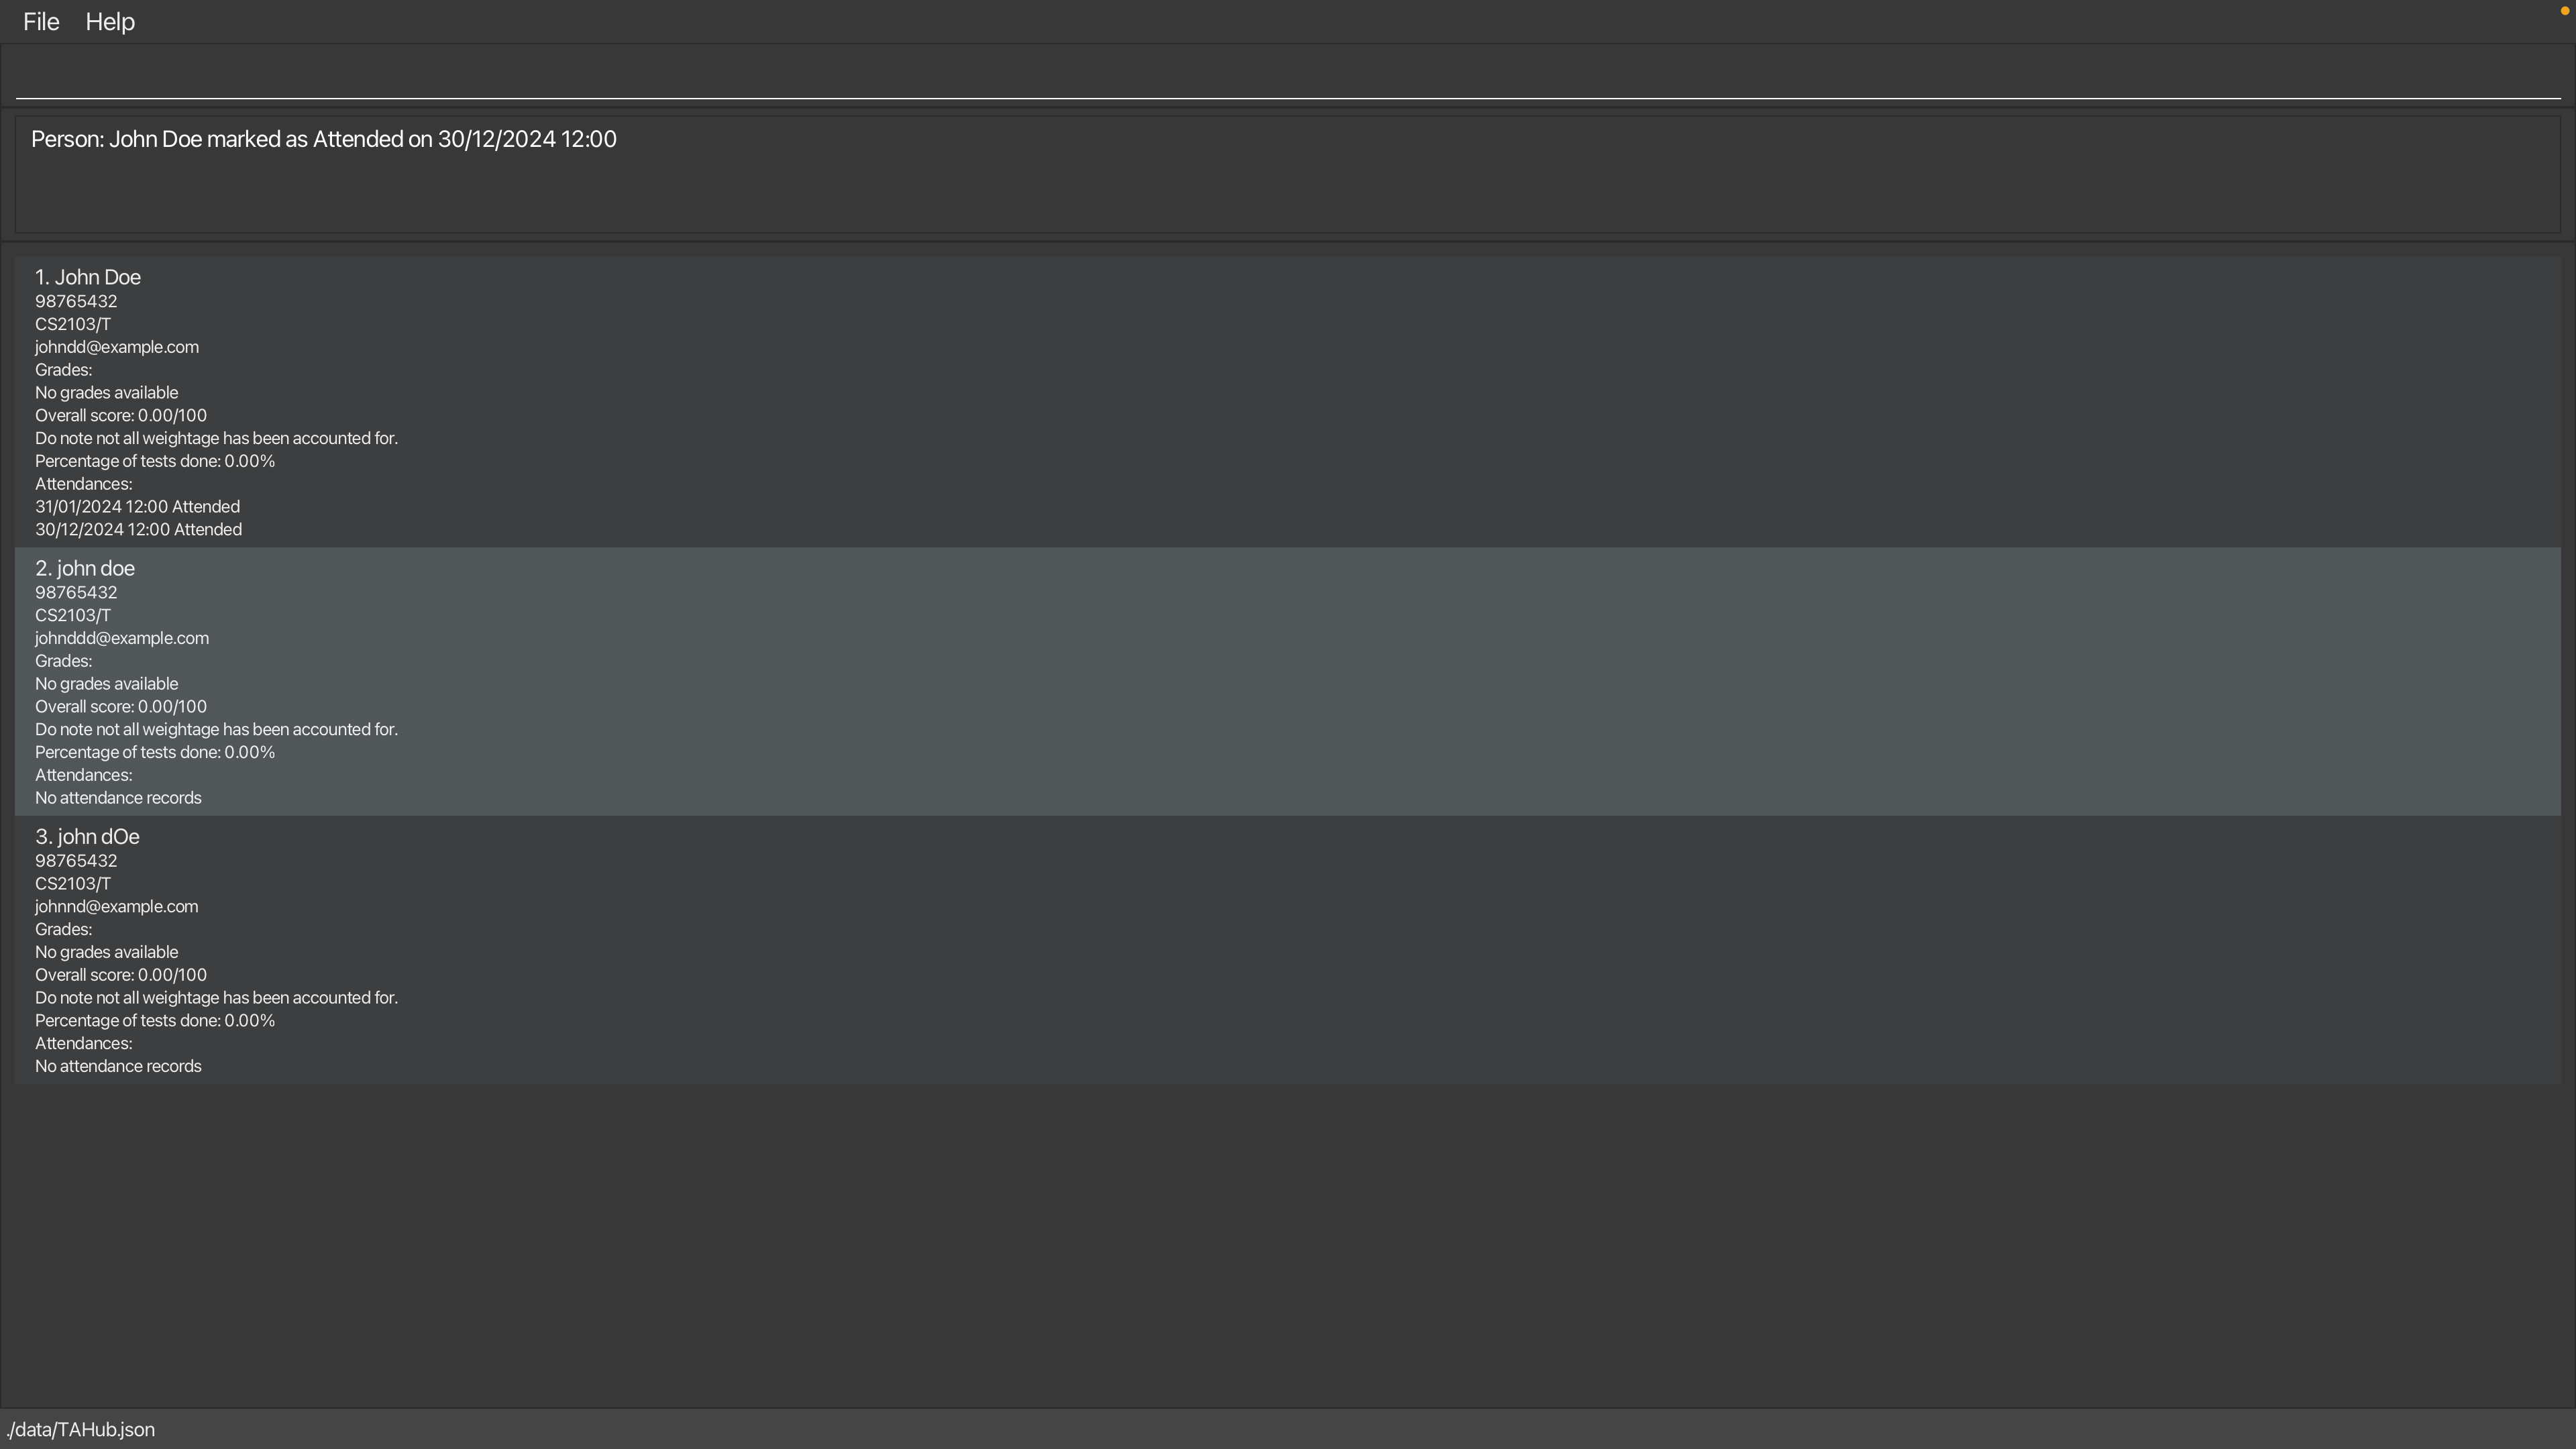 File Help
Person: John Doe marked as Attended on 30/12/2024 12:00
1. John Doe
98765432
CS2103/T
johndd@example.com
Grades:
No grades available
Overall score: 0.00/100
Do note not all weightage has been accounted for.
Percentage of tests done: 0.00%
Attendances:
31/01/2024 12:00 Attended
30/12/2024 12:00 Attended
2. john doe
98765432
CS2103/T
johnddd@example.com
Grades:
No grades available
Overall score: 0.00/100
Do note not all weightage has been accounted for.
Percentage of tests done: 0.00%
Attendances:
No attendance records
3. john dOe
98765432
CS2103/T
johnnd@example.com
Grades:
No grades available
Overall score: 0.00/100
Do note not all weightage has been accounted for.
Percentage of tests done: 0.00%
Attendances:
No attendance records
./data/TAHub.json